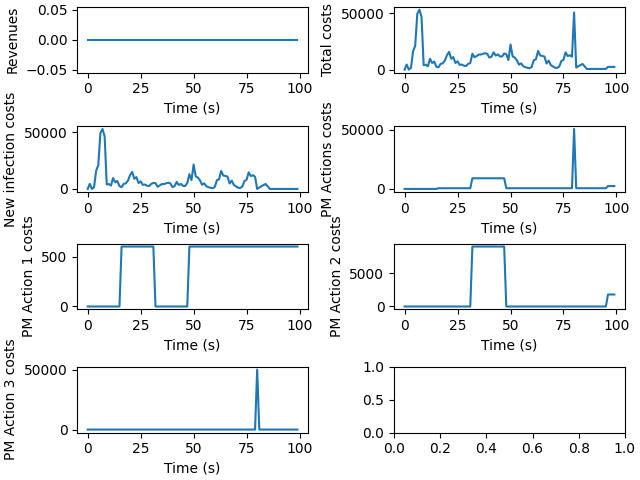 Revenues
0.05
0.00
−0.05
0 25 50 75 100
Time (s)
Total costs
50000
0
0 25 50 75 100
Time (s)
New infection costs
50000
0
0 25 50 75 100
Time (s)
PM Actions costs
50000
0
0 25 50 75 100
Time (s)
PM Action 1 costs
500
0
0 25 50 75 100
Time (s)
PM Action 2 costs
5000
0
0 25 50 75 100
Time (s)
PM Action 3 costs
50000
0
0 25 50 75 100
Time (s)
1.0
0.5
0.0
0.0 0.2 0.4 0.6 0.8 1.0